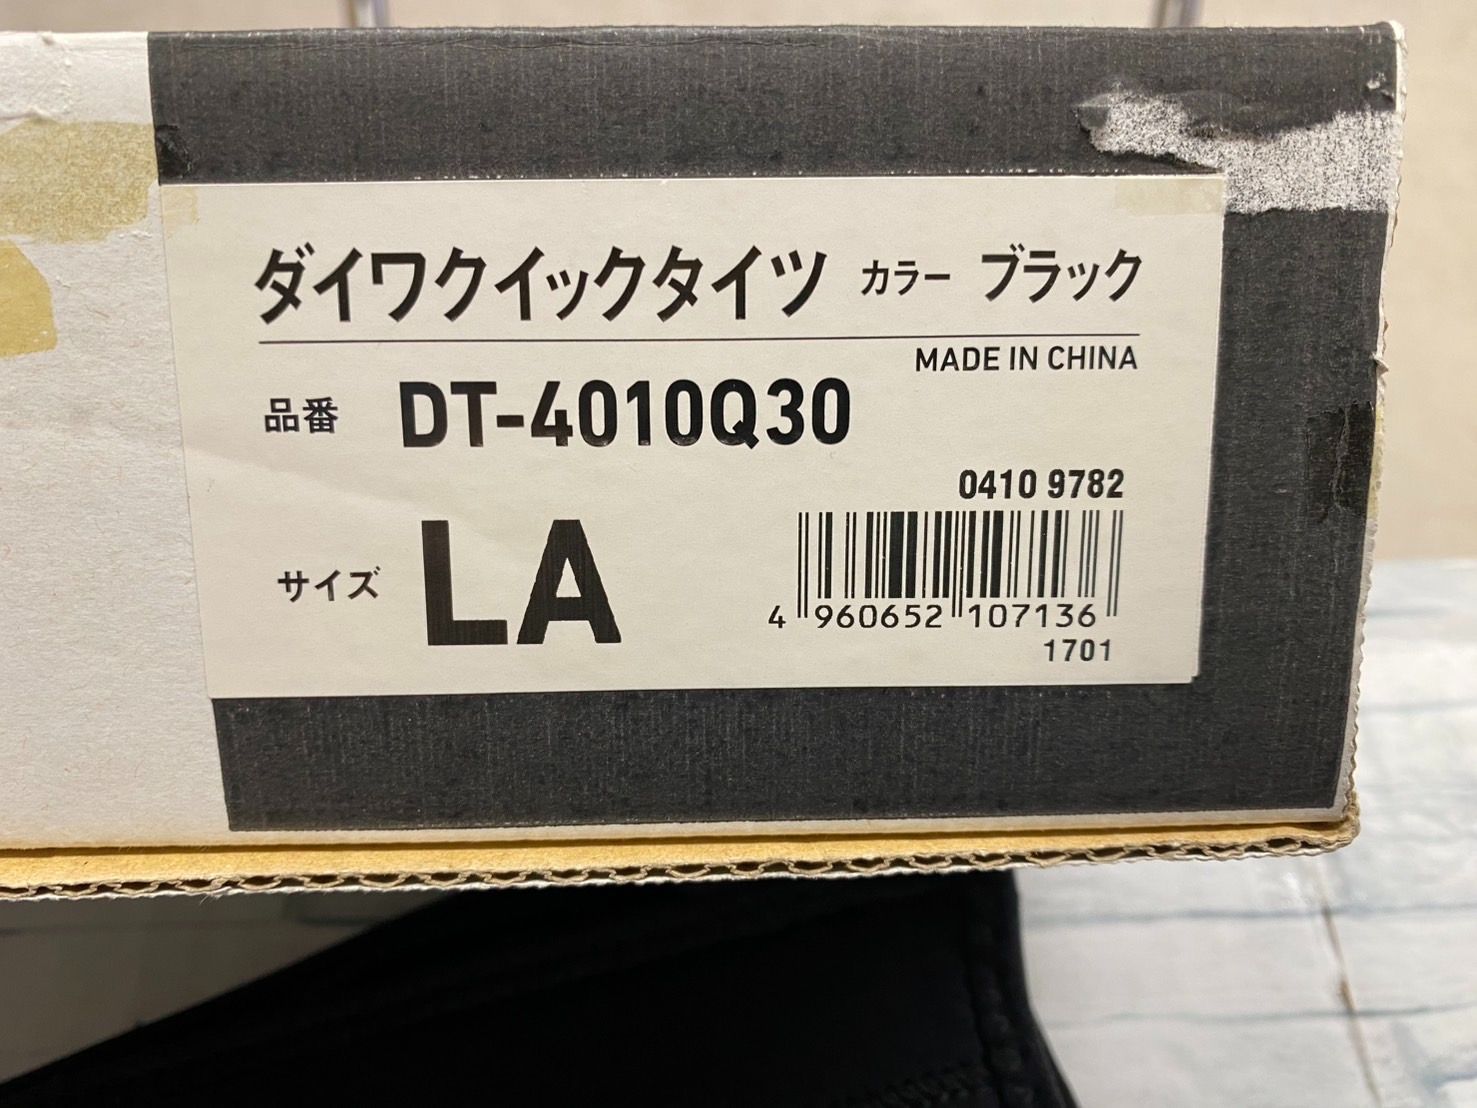 ダイワクイックタイツ カラー ブラック
MADE IN CHINA
品番 DT-4010Q30
0410 9782
サイズ LA
4 960652 107136
1701